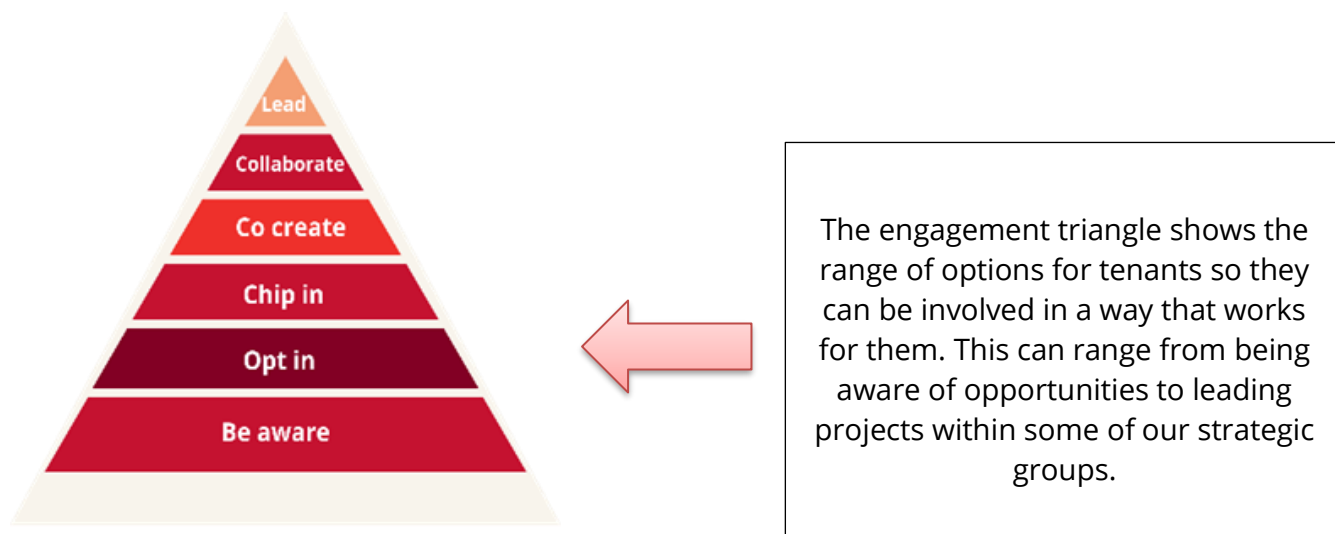 Lead
Collaborate
Co create
Chip in
Opt in
Be aware
The engagement triangle shows the
range of options for tenants so they
can be involved in a way that works
for them. This can range from being
aware of opportunities to leading
projects within some of our strategic
groups.